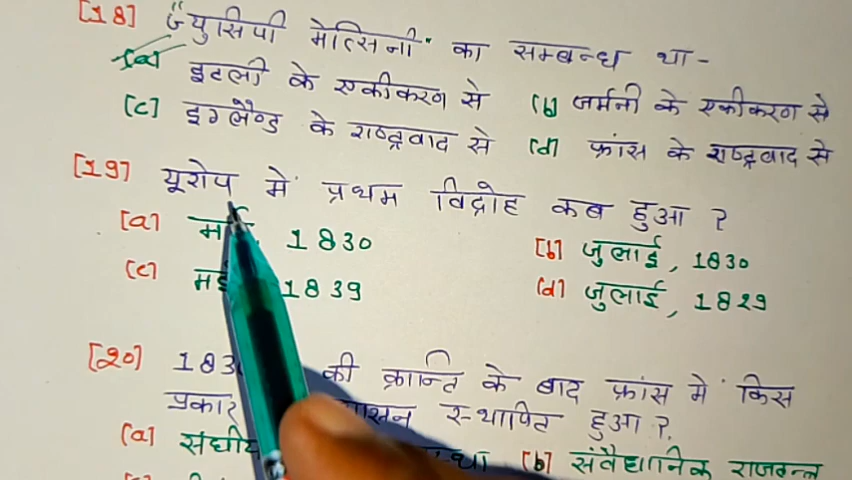 [18] "ज्युसिपी मेत्सिनी" का सम्बन्ध था -
(a) इटली के एकीकरण से (b) जर्मनी के एकीकरण से
(c) इंग्लैण्ड के राष्ट्रवाद से (d) फ्रांस के राष्ट्रवाद से
[19] यूरोप में प्रथम विद्रोह कब हुआ ?
(a) 1830 (b) जुलाई, 1830
(c) 1839 (d) जुलाई, 1829
[20] की क्रान्ति के बाद फ्रांस में किस
प्रकार स्थापित हुआ ?
(a) (b) संवैधानिक राजतन्त्र